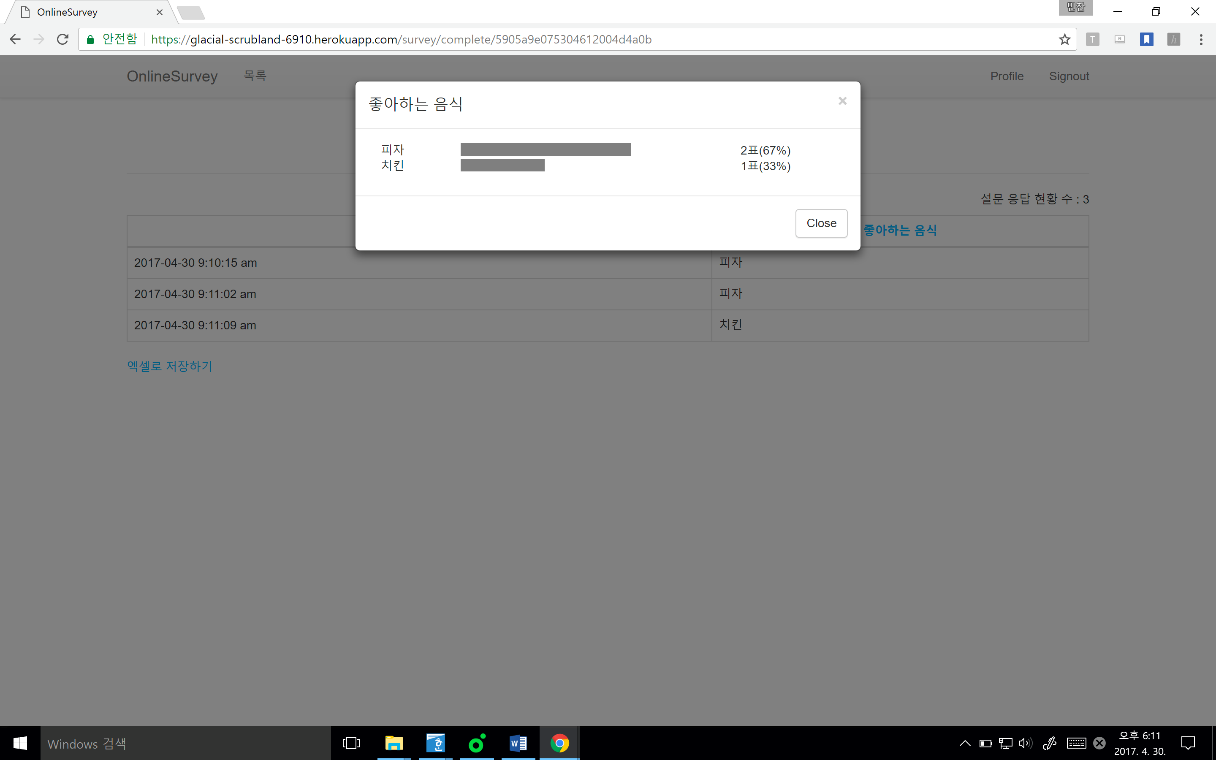 OnlineSurvey
안전함
https://glacial-scrubland-6910.herokuapp.com/survey/complete/5905a9e075304612004d4a0b
OnlineSurvey 목록 Profile Signout
좋아하는 음식 ×
피자 2표(67%)
치킨 1표(33%)
Close
설문 응답 현황 수 : 3
좋아하는 음식
2017-04-30 9:10:15 am 피자
2017-04-30 9:11:02 am 피자
2017-04-30 9:11:09 am 치킨
엑셀로 저장하기
Windows 검색
오후 6:11
2017. 4. 30.